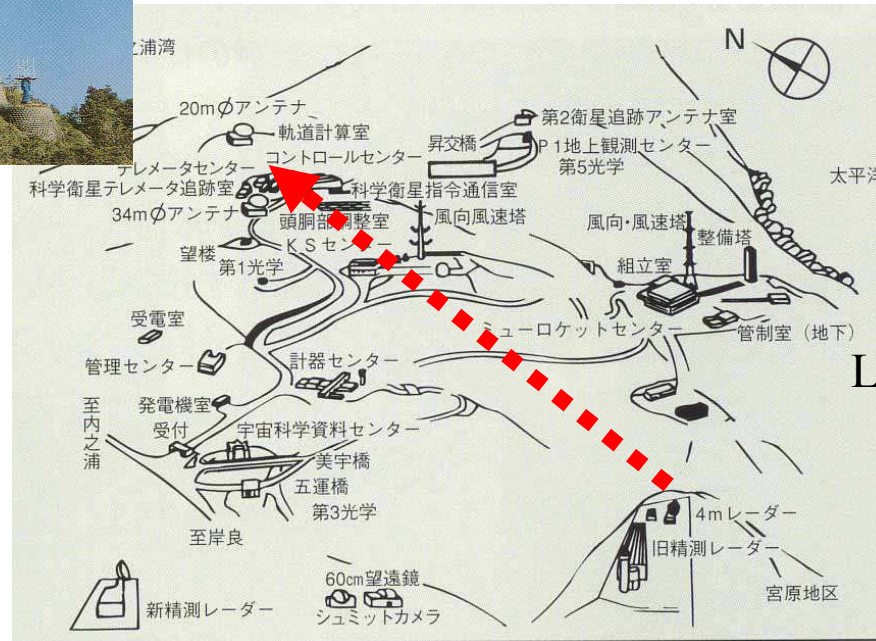 之浦湾
N
20mΦアンテナ
軌道計算室
第2衛星追跡アンテナ室
昇交橋
P1地上観測センター
第5光学
太平洋
テレメータセンター
コントロールセンター
科学衛星テレメータ追跡室
科学衛星指令通信室
34mΦアンテナ
頭胴部調整室
風向風速塔
風向・風速塔
整備塔
望楼
KSセンター
第1光学
組立室
受電室
ミューロケットセンター
管制室（地下）
管理センター
計器センター
L
至内之浦
発電機室
受付
宇宙科学資料センター
美宇橋
五運橋
第3光学
至岸良
4mレーダー
旧精測レーダー
宮原地区
新精測レーダー
60cm望遠鏡
シュミットカメラ